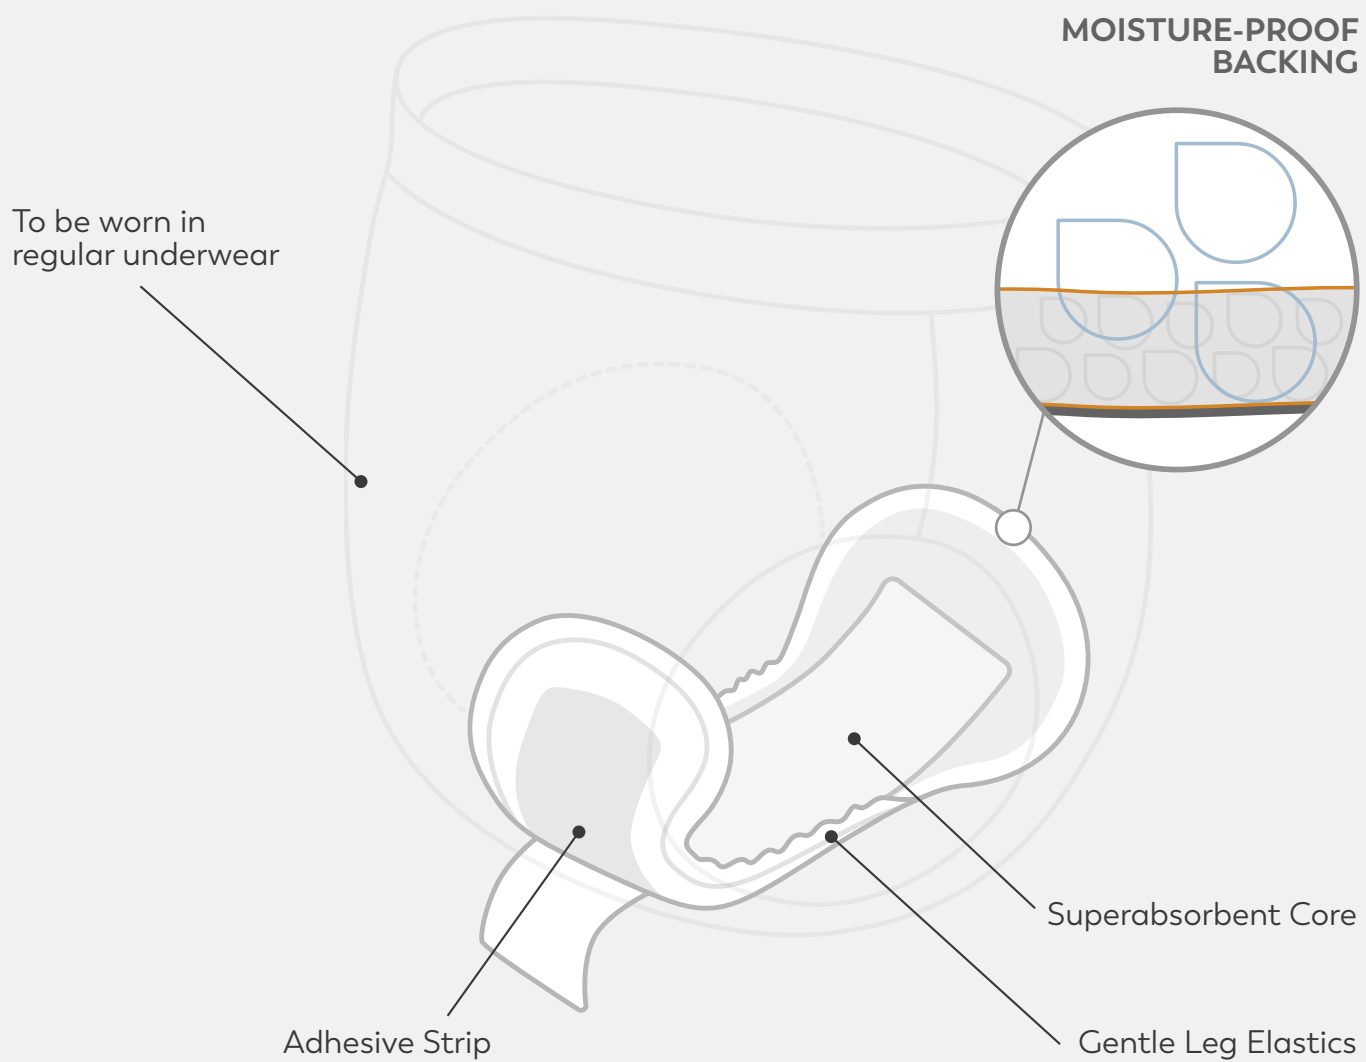 MOISTURE-PROOF
BACKING
To be worn in
regular underwear
Superabsorbent Core
Adhesive Strip
Gentle Leg Elastics